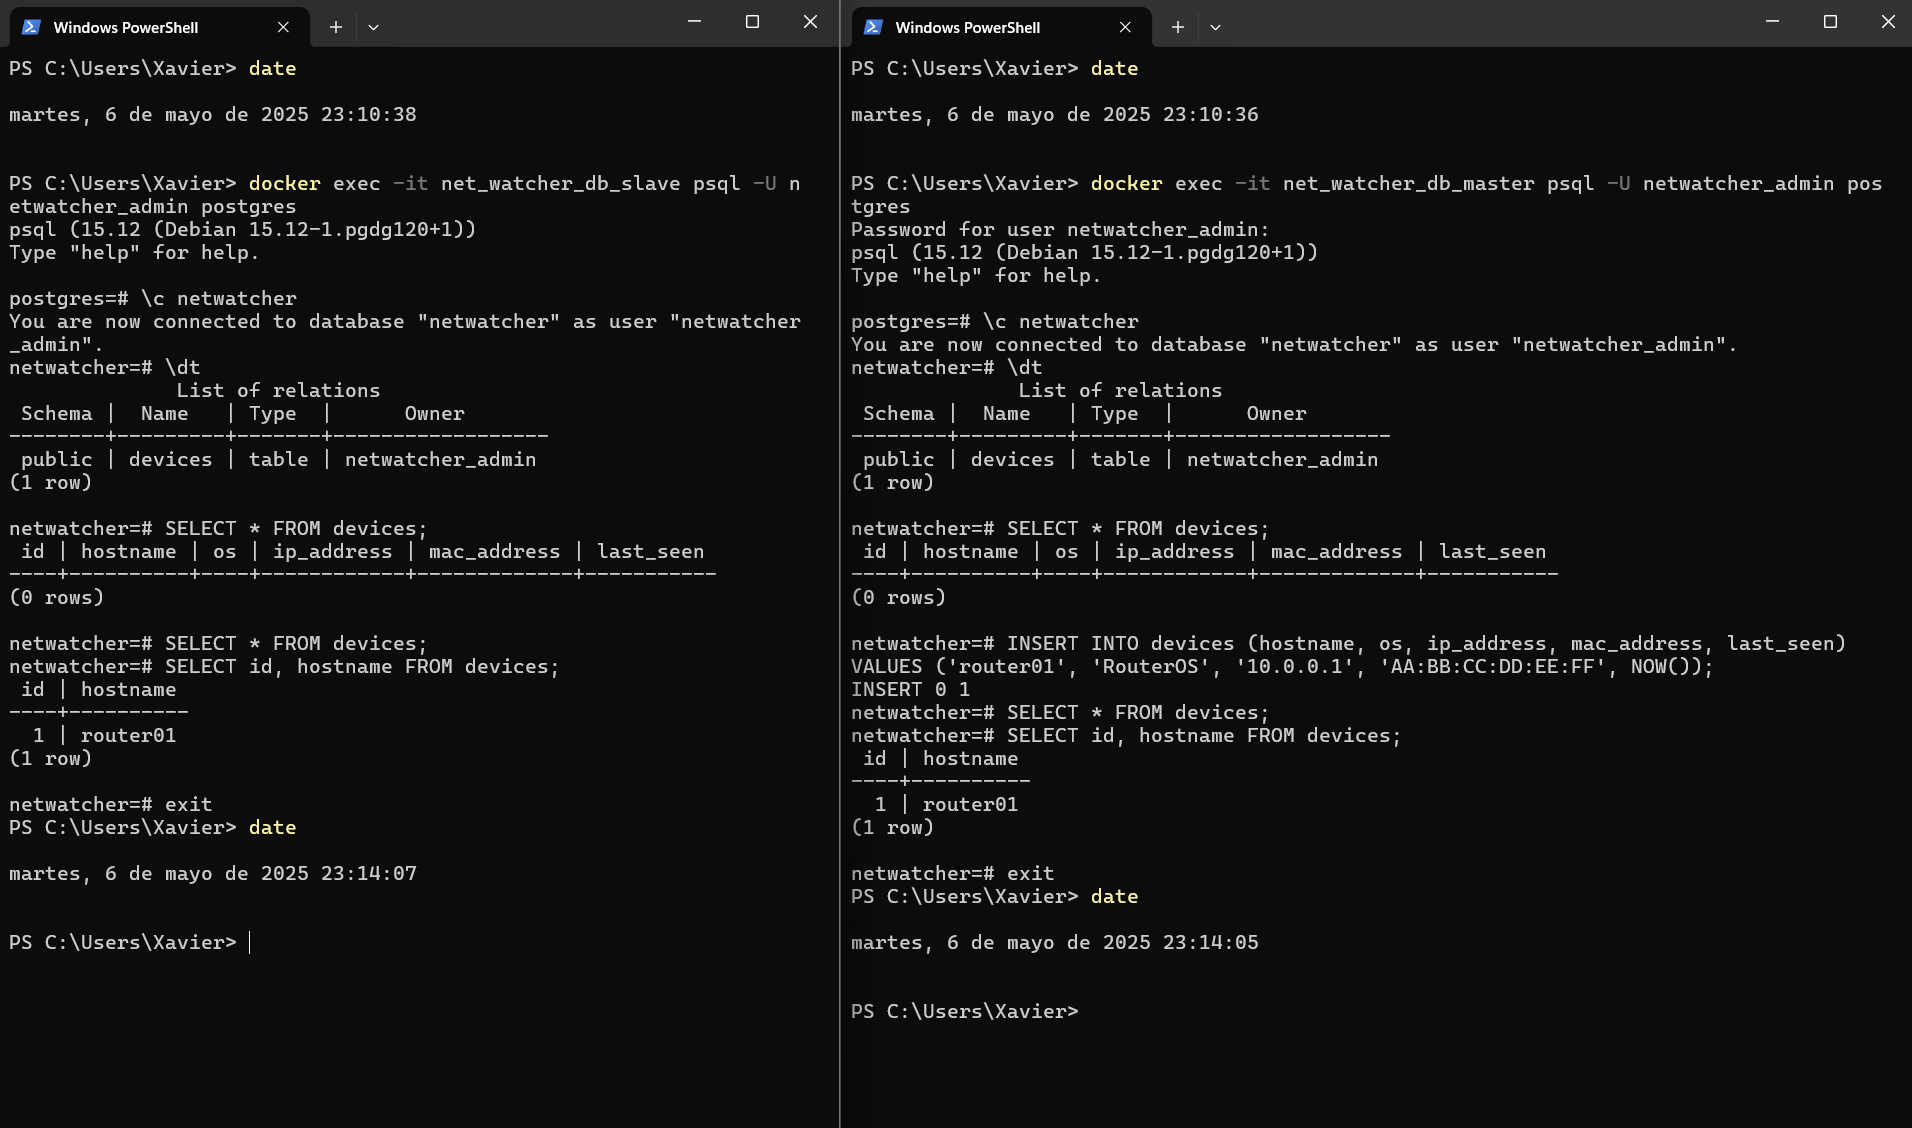 Windows PowerShell
PS C:\Users\Xavier> date
martes, 6 de mayo de 2025 23:10:38
PS C:\Users\Xavier> docker exec -it net_watcher_db_slave psql -U n
etwatcher_admin postgres
psql (15.12 (Debian 15.12-1.pgdg120+1))
Type "help" for help.
postgres=# \c netwatcher
You are now connected to database "netwatcher" as user "netwatcher
_admin".
netwatcher=# \dt
List of relations
Schema | Name | Type | Owner
--------+---------+-------+------------------
public | devices | table | netwatcher_admin
(1 row)
netwatcher=# SELECT * FROM devices;
id | hostname | os | ip_address | mac_address | last_seen
----+----------+----+------------+-------------+-----------
(0 rows)
netwatcher=# SELECT * FROM devices;
netwatcher=# SELECT id, hostname FROM devices;
id | hostname
----+----------
1 | router01
(1 row)
netwatcher=# exit
PS C:\Users\Xavier> date
martes, 6 de mayo de 2025 23:14:07
PS C:\Users\Xavier>
Windows PowerShell
PS C:\Users\Xavier> date
martes, 6 de mayo de 2025 23:10:36
PS C:\Users\Xavier> docker exec -it net_watcher_db_master psql -U netwatcher_admin pos
tgres
Password for user netwatcher_admin:
psql (15.12 (Debian 15.12-1.pgdg120+1))
Type "help" for help.
postgres=# \c netwatcher
You are now connected to database "netwatcher" as user "netwatcher_admin".
netwatcher=# \dt
List of relations
Schema | Name | Type | Owner
--------+---------+-------+------------------
public | devices | table | netwatcher_admin
(1 row)
netwatcher=# SELECT * FROM devices;
id | hostname | os | ip_address | mac_address | last_seen
----+----------+----+------------+-------------+-----------
(0 rows)
netwatcher=# INSERT INTO devices (hostname, os, ip_address, mac_address, last_seen)
VALUES ('router01', 'RouterOS', '10.0.0.1', 'AA:BB:CC:DD:EE:FF', NOW());
INSERT 0 1
netwatcher=# SELECT * FROM devices;
netwatcher=# SELECT id, hostname FROM devices;
id | hostname
----+----------
1 | router01
(1 row)
netwatcher=# exit
PS C:\Users\Xavier> date
martes, 6 de mayo de 2025 23:14:05
PS C:\Users\Xavier>